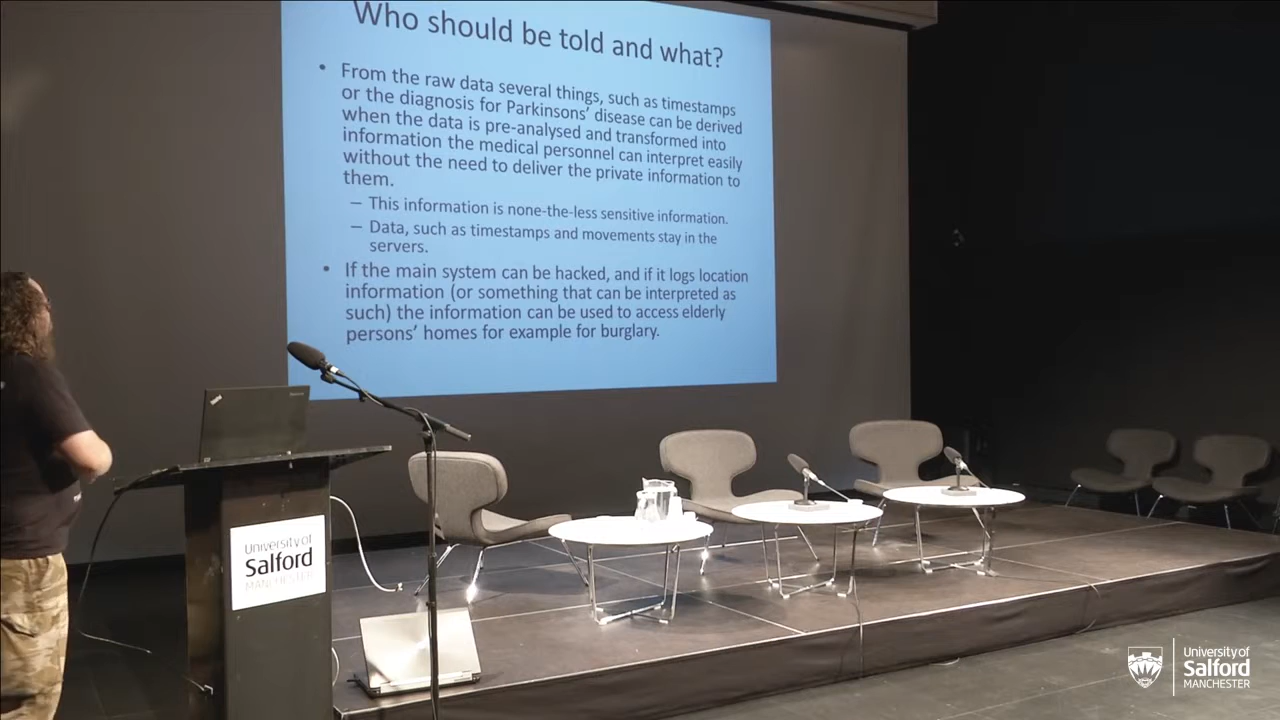 Who should be told and what?
• From the raw data several things, such as timestamps
or the diagnosis for Parkinsons' disease can be derived
when the data is pre-analysed and transformed into
information the medical personnel can interpret easily
without the need to deliver the private information to
them.
– This information is none-the-less sensitive information.
– Data, such as timestamps and movements stay in the
servers.
• If the main system can be hacked, and if it logs location
information (or something that can be interpreted as
such) the information can be used to access elderly
persons' homes for example for burglary.
University of
Salford
MANCHESTER
University of
Salford
MANCHESTER